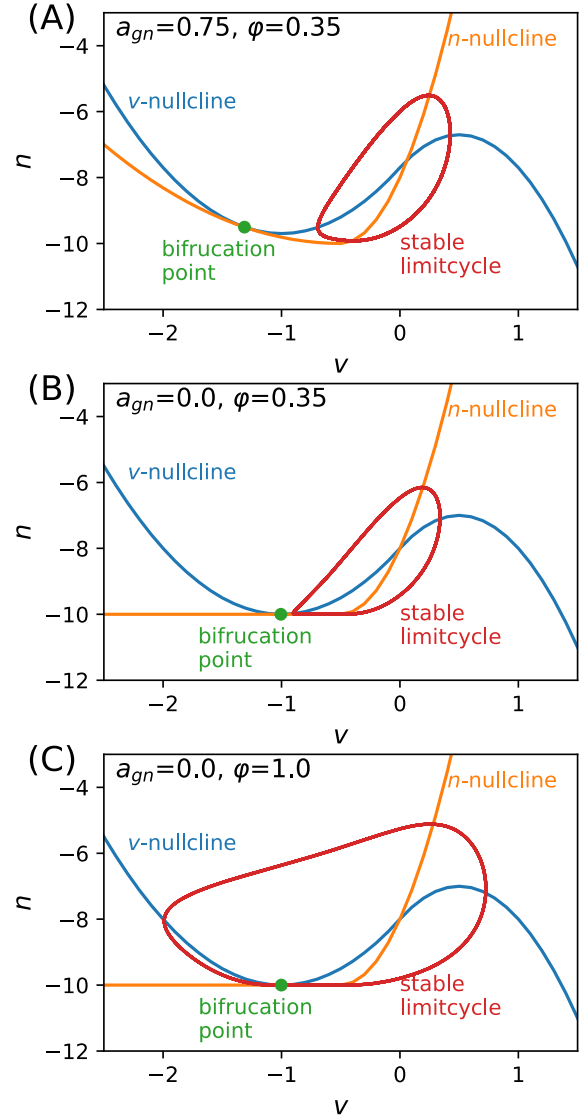 (A)
a_gn=0.75, φ=0.35
n-nullcline
v-nullcline
bifrucation
point
stable
limitcycle
n
−4
−6
−8
−10
−12
−2
−1
0
1
v
(B)
a_gn=0.0, φ=0.35
n-nullcline
v-nullcline
bifrucation
point
stable
limitcycle
n
−4
−6
−8
−10
−12
−2
−1
0
1
v
(C)
a_gn=0.0, φ=1.0
n-nullcline
v-nullcline
bifrucation
point
stable
limitcycle
n
−4
−6
−8
−10
−12
−2
−1
0
1
v